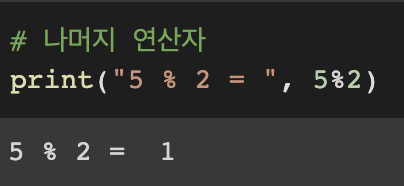 # 나머지 연산자
print("5 % 2 = ", 5%2)
5 % 2 =  1